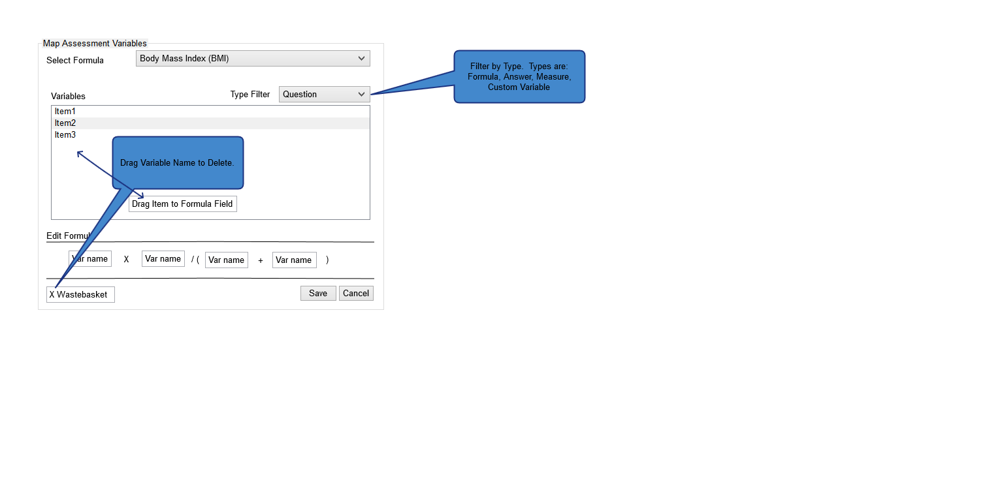 Map Assessment Variables
Select Formula
Body Mass Index (BMI)
Filter by Type. Types are:
Formula, Answer, Measure,
Custom Variable
Variables
Type Filter
Question
Item1
Item2
Item3
Drag Variable Name to Delete.
Drag Item to Formula Field
Edit Formul
Var name X Var name / ( Var name + Var name )
X Wastebasket
Save
Cancel